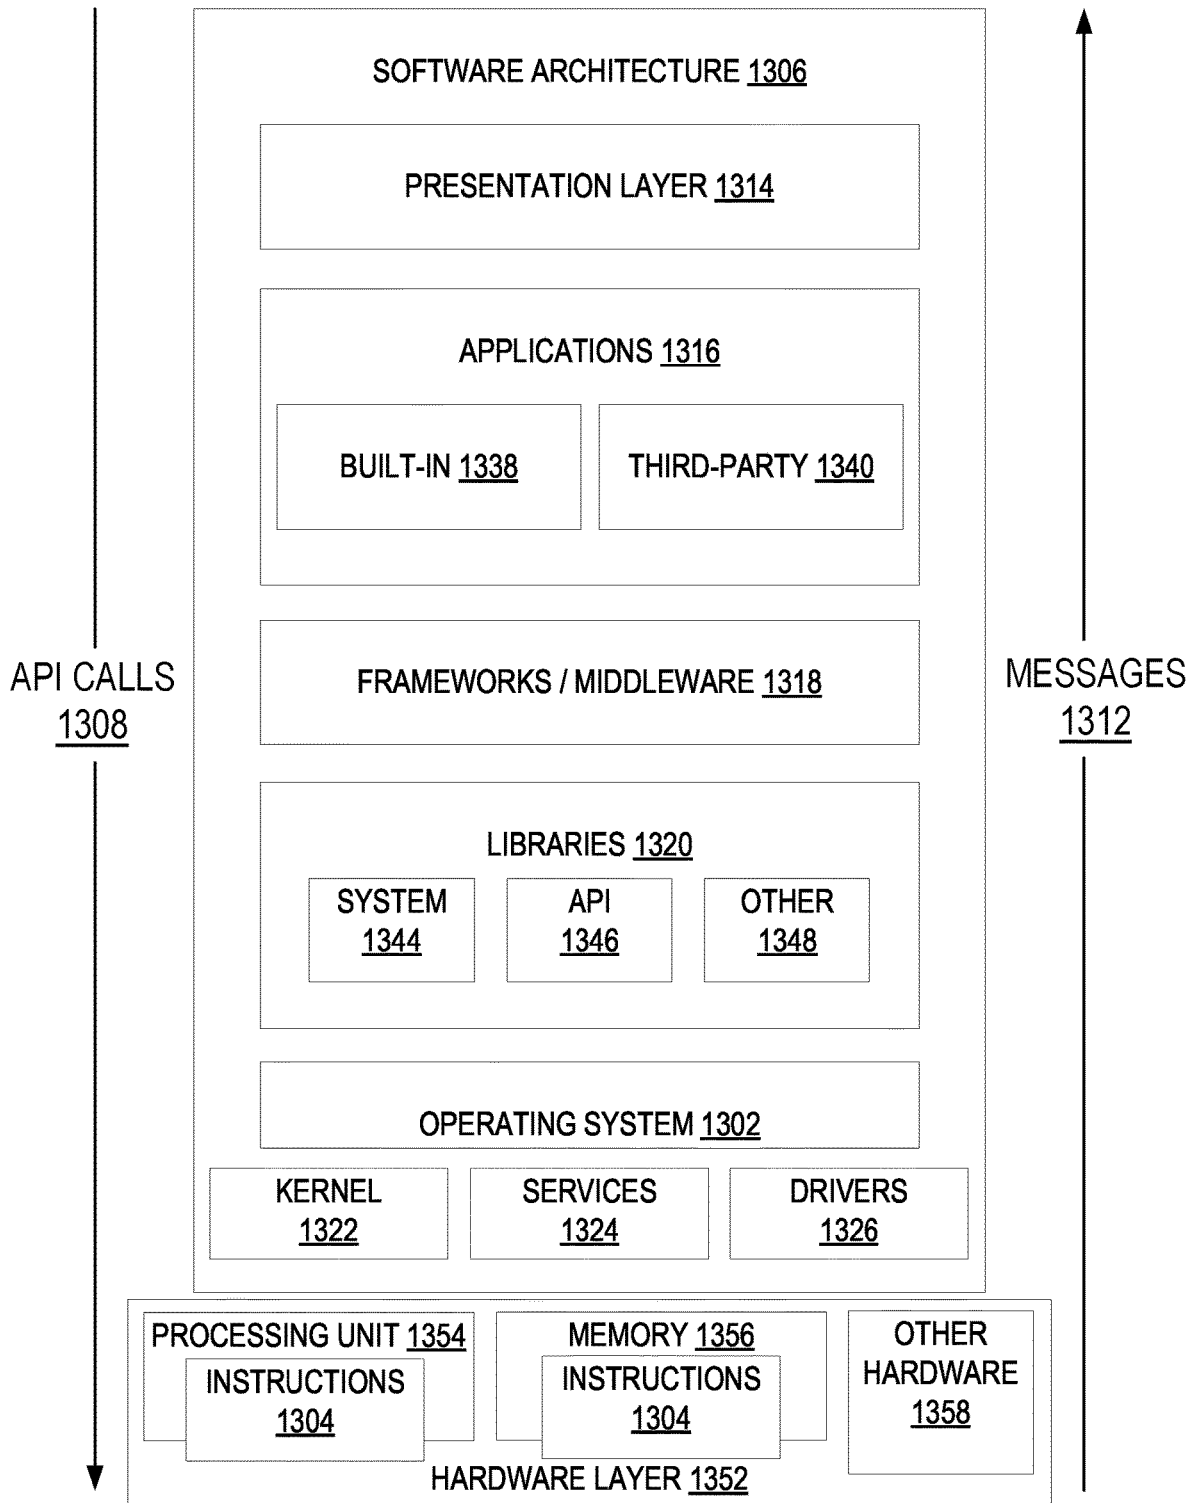 SOFTWARE ARCHITECTURE 1306
PRESENTATION LAYER 1314
APPLICATIONS 1316
BUILT-IN 1338
THIRD-PARTY 1340
API CALLS
1308
MESSAGES
1312
FRAMEWORKS / MIDDLEWARE 1318
LIBRARIES 1320
SYSTEM
1344
API
1346
OTHER
1348
OPERATING SYSTEM 1302
KERNEL
1322
SERVICES
1324
DRIVERS
1326
PROCESSING UNIT 1354
INSTRUCTIONS
1304
MEMORY 1356
INSTRUCTIONS
1304
OTHER
HARDWARE
1358
HARDWARE LAYER 1352